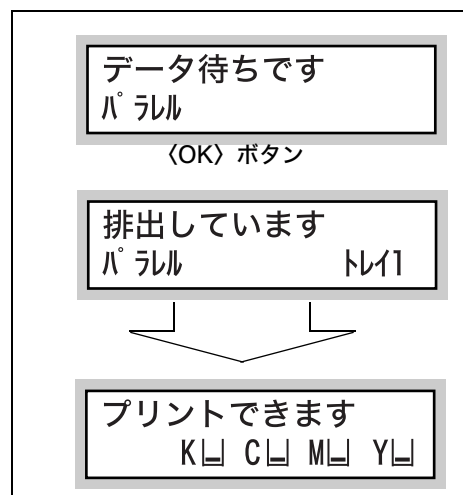 データ待ちです
ﾊﾟﾗﾚﾙ
〈OK〉ボタン
排出しています
ﾊﾟﾗﾚﾙ ﾄﾚｲ1
プリントできます
K C M Y